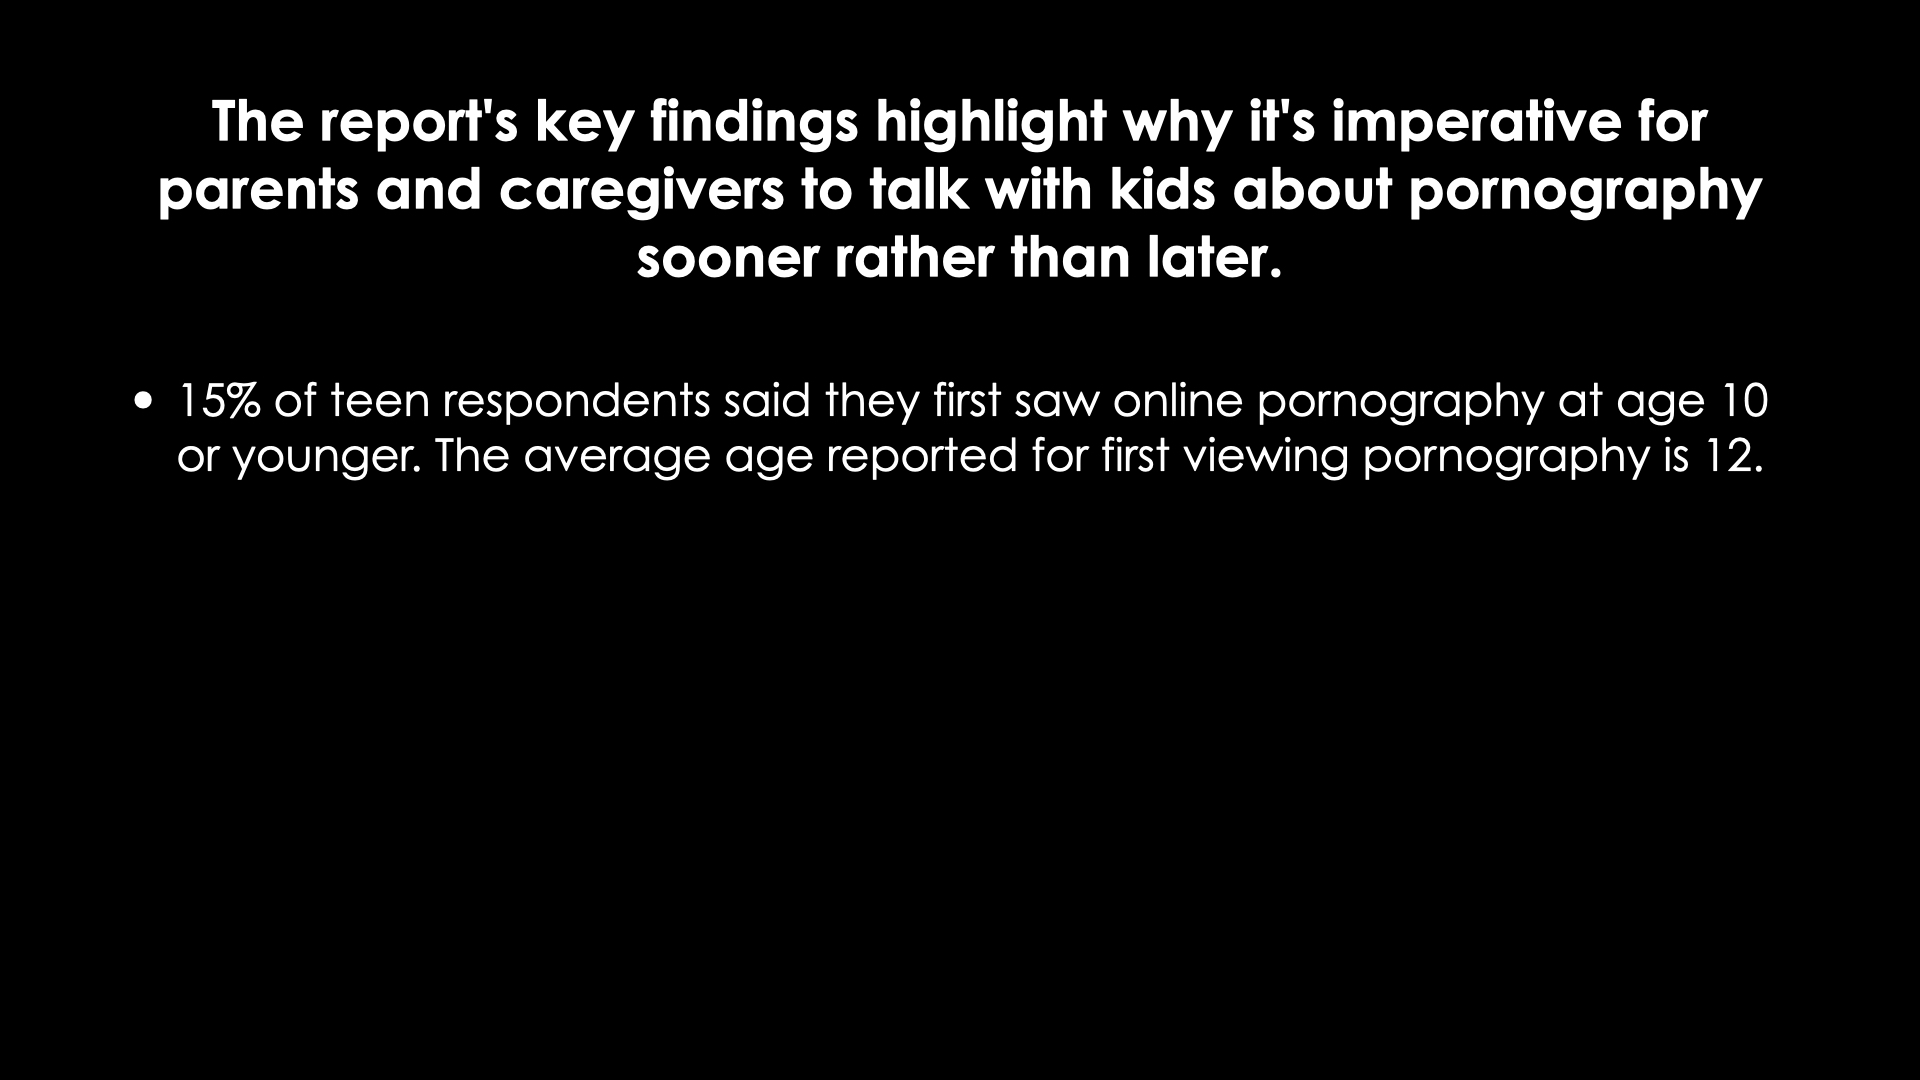 The report's key findings highlight why it's imperative for
parents and caregivers to talk with kids about pornography
sooner rather than later.
• 15% of teen respondents said they first saw online pornography at age 10
or younger. The average age reported for first viewing pornography is 12.